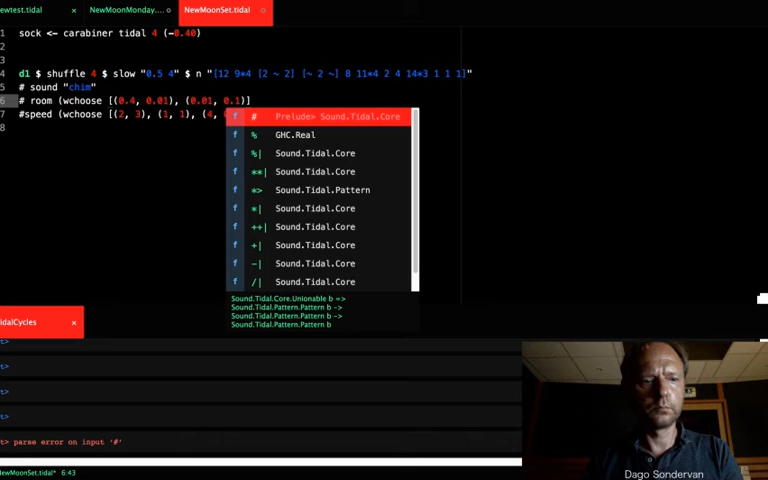 ewtest.tidal × NewMoonMonday.... NewMoonSet.tidal
1 sock <- carabiner tidal 4 (-0.40)
2
3
4 d1 $ shuffle 4 $ slow "0.5 4" $ n "[12 9*4 [2 ~ 2] [~ 2 ~] 8 11*4 2 4 14*3 1 1 1]"
5 # sound "chim"
6 # room (wchoose [(0.4, 0.01), (0.01, 0.1)]
7 #speed (wchoose [(2, 3), (1, 1), (4,
8
f # Prelude> Sound.Tidal.Core
f % GHC.Real
f %| Sound.Tidal.Core
f **| Sound.Tidal.Core
f *> Sound.Tidal.Pattern
f *| Sound.Tidal.Core
f ++| Sound.Tidal.Core
f +| Sound.Tidal.Core
f -| Sound.Tidal.Core
f /| Sound.Tidal.Core
Sound.Tidal.Core.Unionable b =>
Sound.Tidal.Pattern.Pattern b ->
Sound.Tidal.Pattern.Pattern b ->
Sound.Tidal.Pattern.Pattern b
idalCycles ×
t>
t>
t>
t>
t> parse error on input '#'
ewMoonSet.tidal* 6:43
Dago Sondervan